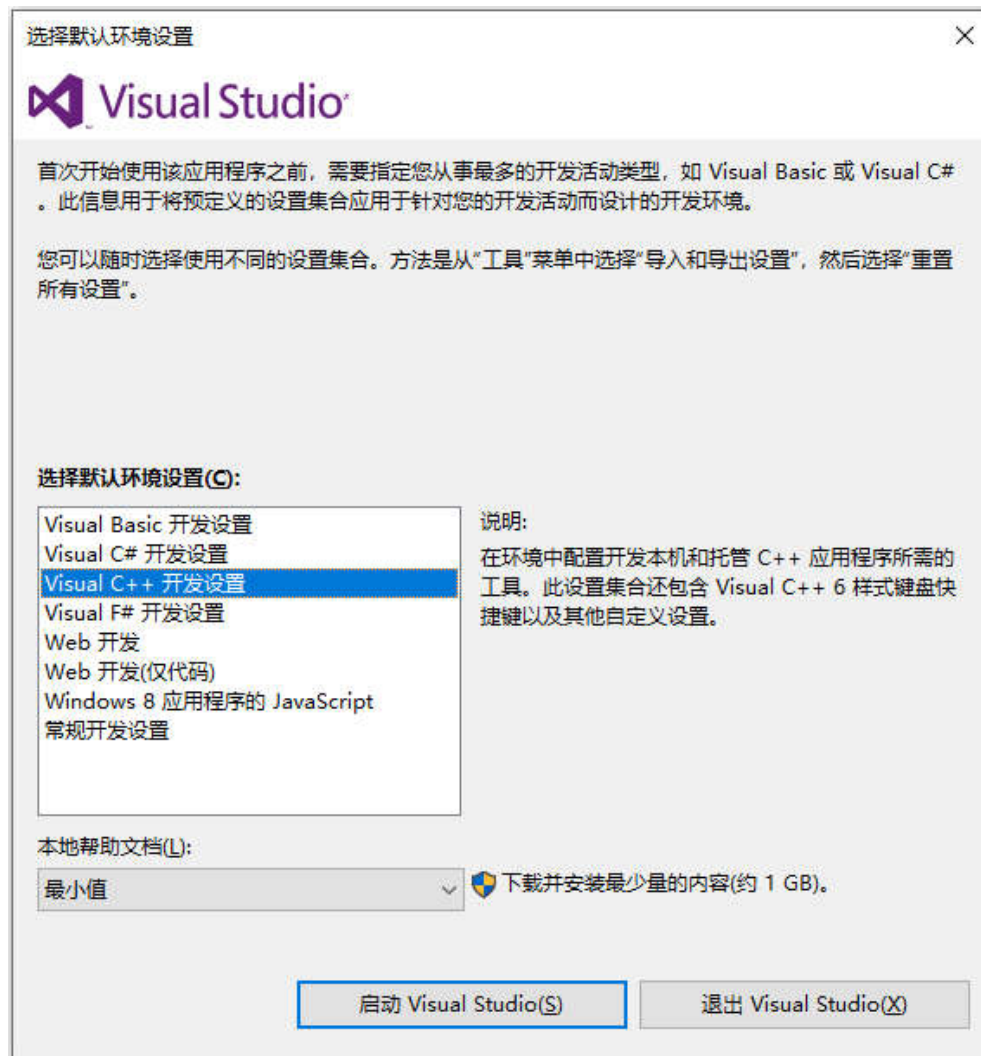 选择默认环境设置
Visual Studio
首次开始使用该应用程序之前，需要指定您从事最多的开发活动类型，如 Visual Basic 或 Visual C#
。此信息用于将预定义的设置集合应用于针对您的开发活动而设计的开发环境。
您可以随时选择使用不同的设置集合。方法是从“工具”菜单中选择“导入和导出设置”，然后选择“重置
所有设置”。
选择默认环境设置(C):
Visual Basic 开发设置
Visual C# 开发设置
Visual C++ 开发设置
Visual F# 开发设置
Web 开发
Web 开发(仅代码)
Windows 8 应用程序的 JavaScript
常规开发设置
说明:
在环境中配置开发本机和托管 C++ 应用程序所需的
工具。此设置集合还包含 Visual C++ 6 样式键盘快
捷键以及其他自定义设置。
本地帮助文档(L):
最小值
下载并安装最少量的内容(约 1 GB)。
启动 Visual Studio(S)
退出 Visual Studio(X)